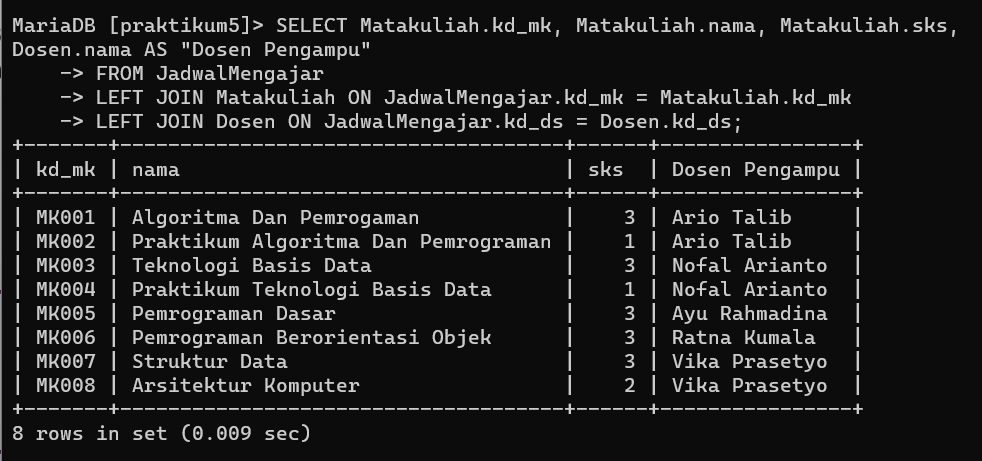 MariaDB [praktikum5]> SELECT Matakuliah.kd_mk, Matakuliah.nama, Matakuliah.sks,
Dosen.nama AS "Dosen Pengampu"
    -> FROM JadwalMengajar
    -> LEFT JOIN Matakuliah ON JadwalMengajar.kd_mk = Matakuliah.kd_mk
    -> LEFT JOIN Dosen ON JadwalMengajar.kd_ds = Dosen.kd_ds;
+-------+-------------------------------------+------+----------------+
| kd_mk | nama                                | sks  | Dosen Pengampu |
+-------+-------------------------------------+------+----------------+
| MK001 | Algoritma Dan Pemrogaman            |    3 | Ario Talib     |
| MK002 | Praktikum Algoritma Dan Pemrograman |    1 | Ario Talib     |
| MK003 | Teknologi Basis Data                |    3 | Nofal Arianto  |
| MK004 | Praktikum Teknologi Basis Data      |    1 | Nofal Arianto  |
| MK005 | Pemrograman Dasar                   |    3 | Ayu Rahmadina  |
| MK006 | Pemrograman Berorientasi Objek      |    3 | Ratna Kumala   |
| MK007 | Struktur Data                       |    3 | Vika Prasetyo  |
| MK008 | Arsitektur Komputer                 |    2 | Vika Prasetyo  |
+-------+-------------------------------------+------+----------------+
8 rows in set (0.009 sec)